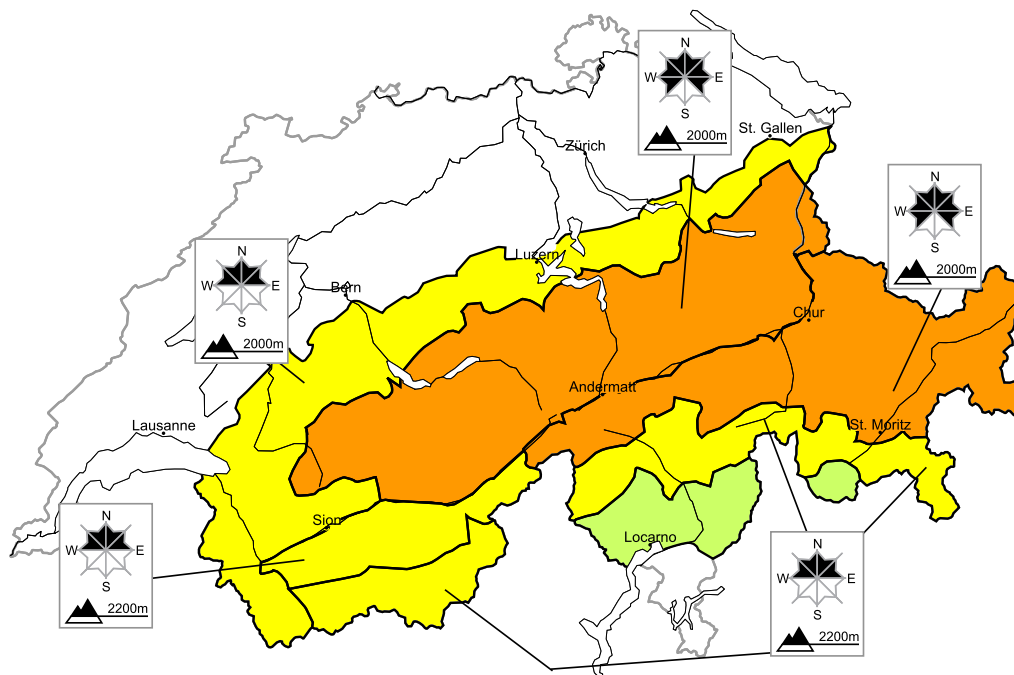 N
W E
S
2000m
St. Gallen
Zürich
N
W E
S
2000m
N
W E
S
2000m
Luzern
Bern
Chur
Andermatt
Lausanne
St. Moritz
N
W E
S
2200m
Sion
Locarno
N
W E
S
2200m